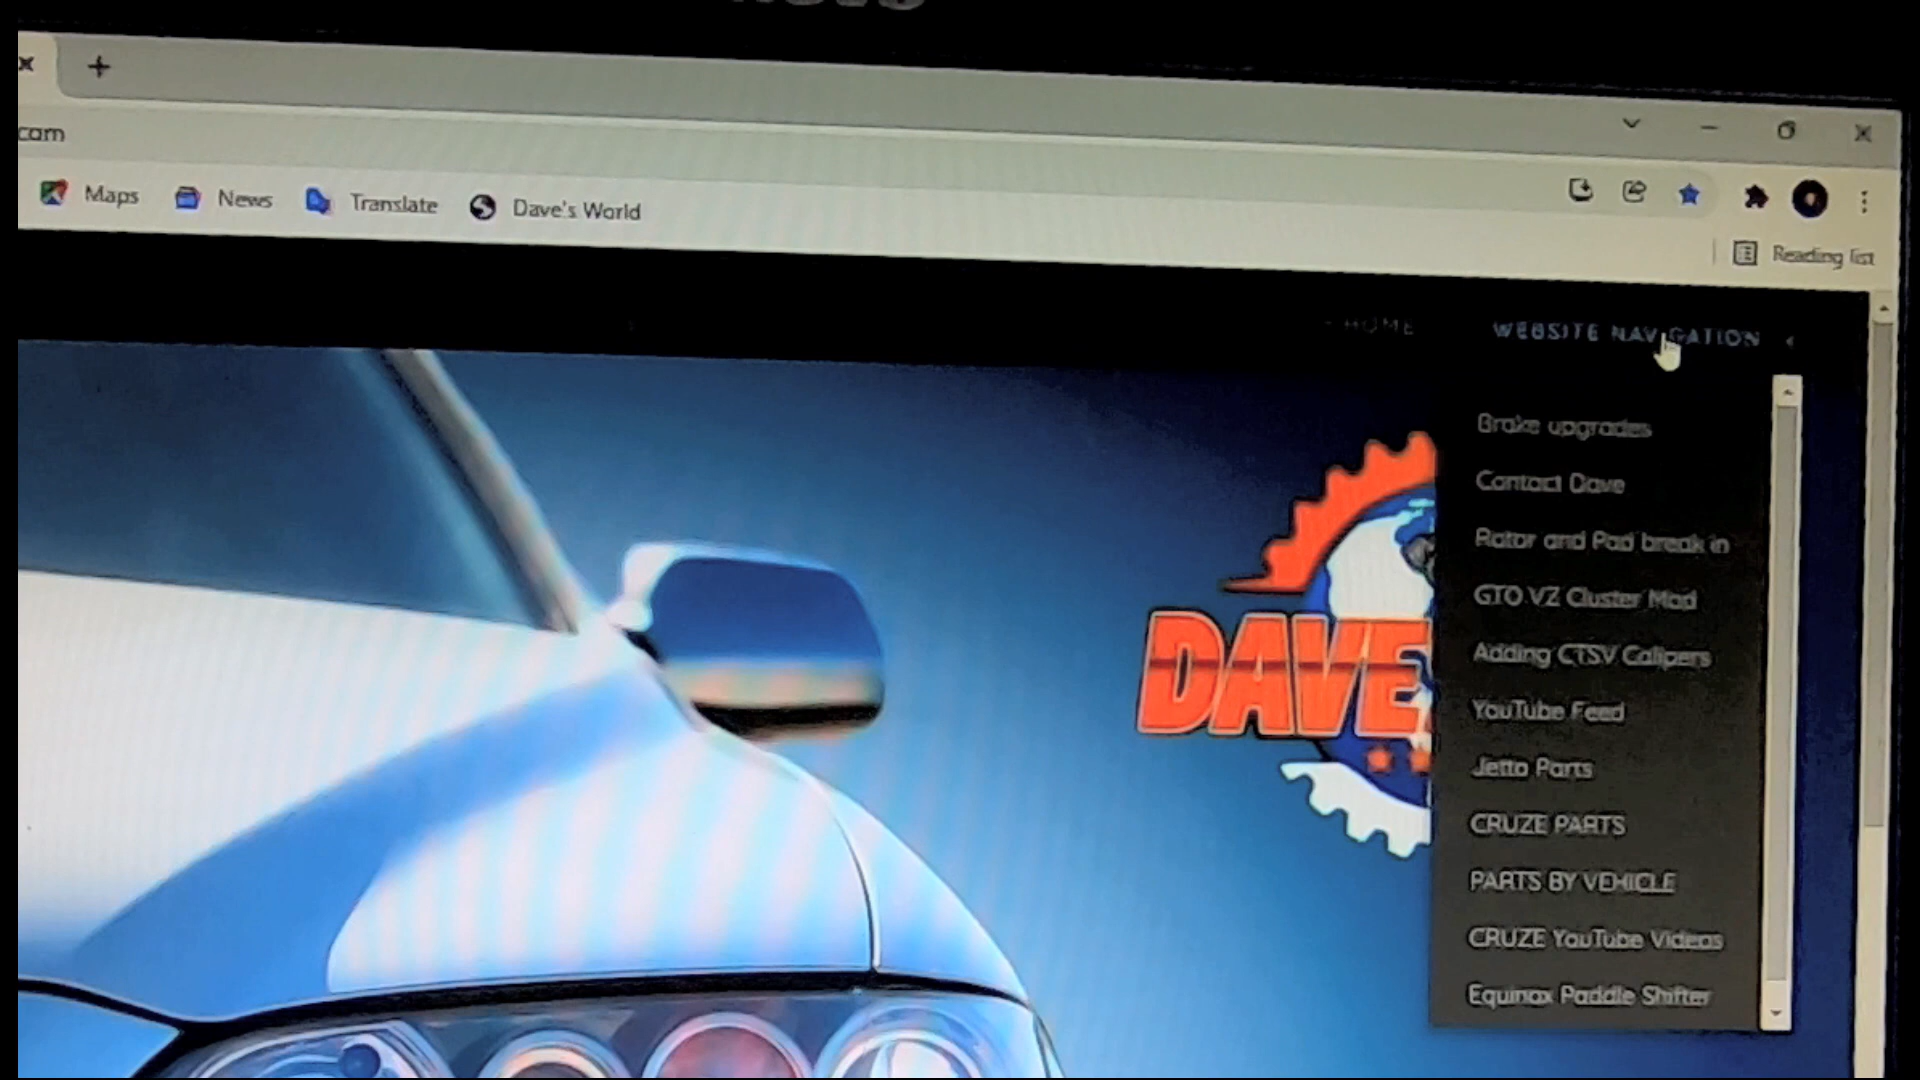 com
Maps
News
Translate
Dave's World
Reading list
HOME
WEBSITE NAVIGATION
Brake upgrades
Contact Dave
Rotor and Pad break in
GTO VZ Cluster Mod
Adding CTSV Calipers
DAVE
YouTube Feed
Jetta Parts
CRUZE PARTS
PARTS BY VEHICLE
CRUZE YouTube Videos
Equinox Paddle Shifter